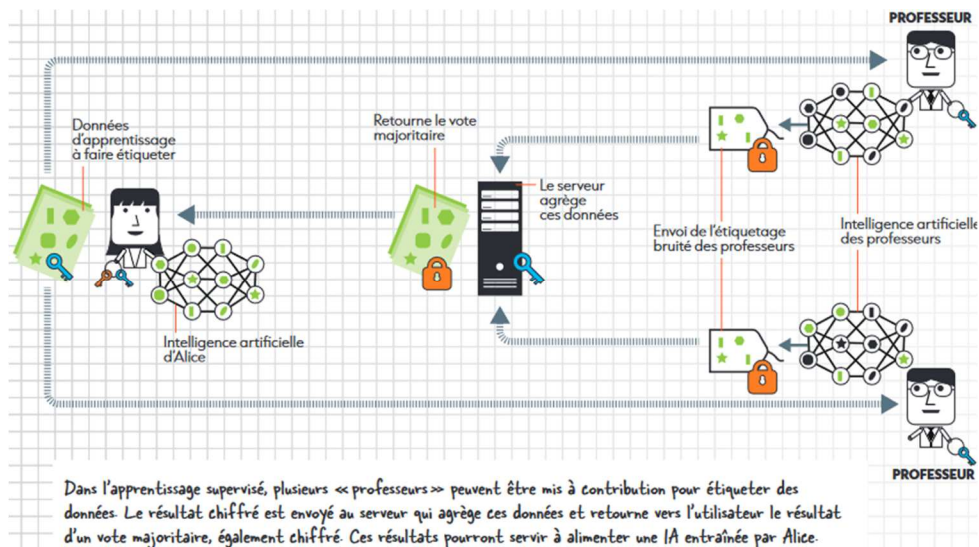 PROFESSEUR
Données
d'apprentissage
à faire étiqueter
Retourne le vote
majoritaire
Le serveur
agrège
ces données
Envoi de l'étiquetage
bruité des professeurs
Intelligence artificielle
des professeurs
Intelligence artificielle
d'Alice
PROFESSEUR
Dans l'apprentissage supervisé, plusieurs << professeurs >> peuvent être mis à contribution pour étiqueter des
données. Le résultat chiffré est envoyé au serveur qui agrège ces données et retourne vers l'utilisateur le résultat
d'un vote majoritaire, également chiffré. Ces résultats pourront servir à alimenter une IA entraînée par Alice.